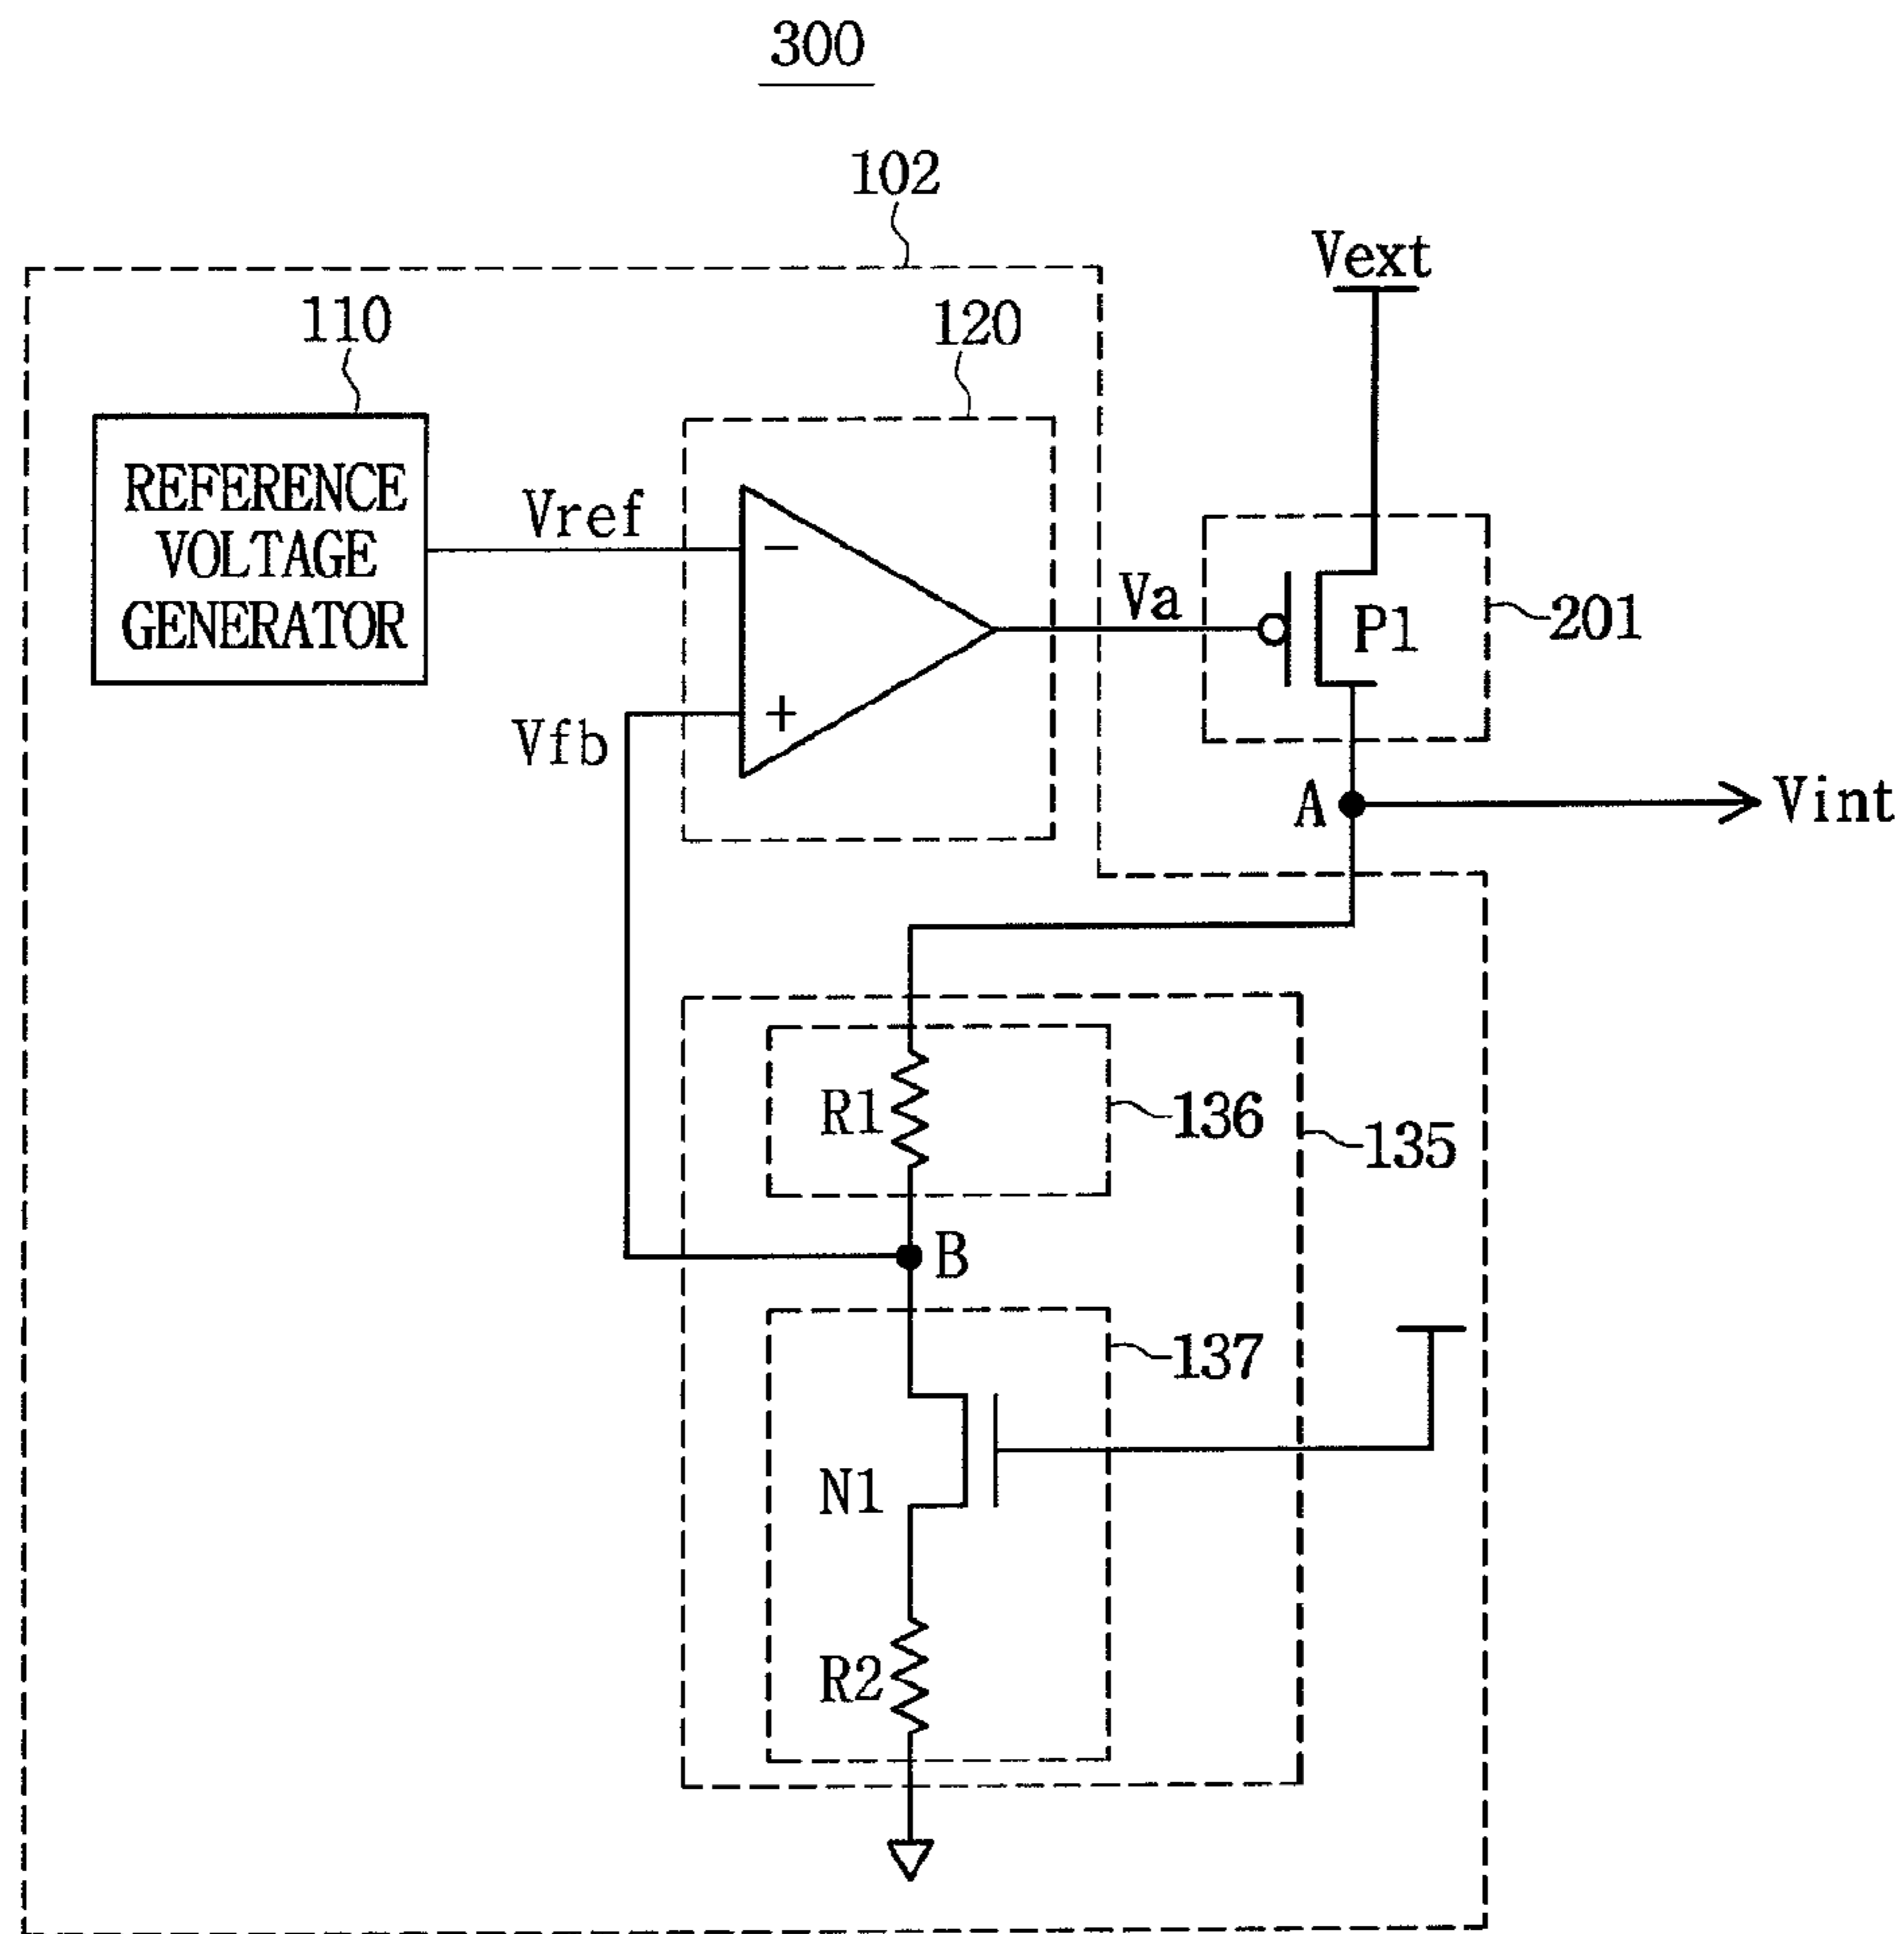 300
102
Vext
110
120
REFERENCE
VOLTAGE
GENERATOR
Vref
−
Va
P1
201
Vfb
+
A
Vint
R1
136
135
B
137
N1
R2